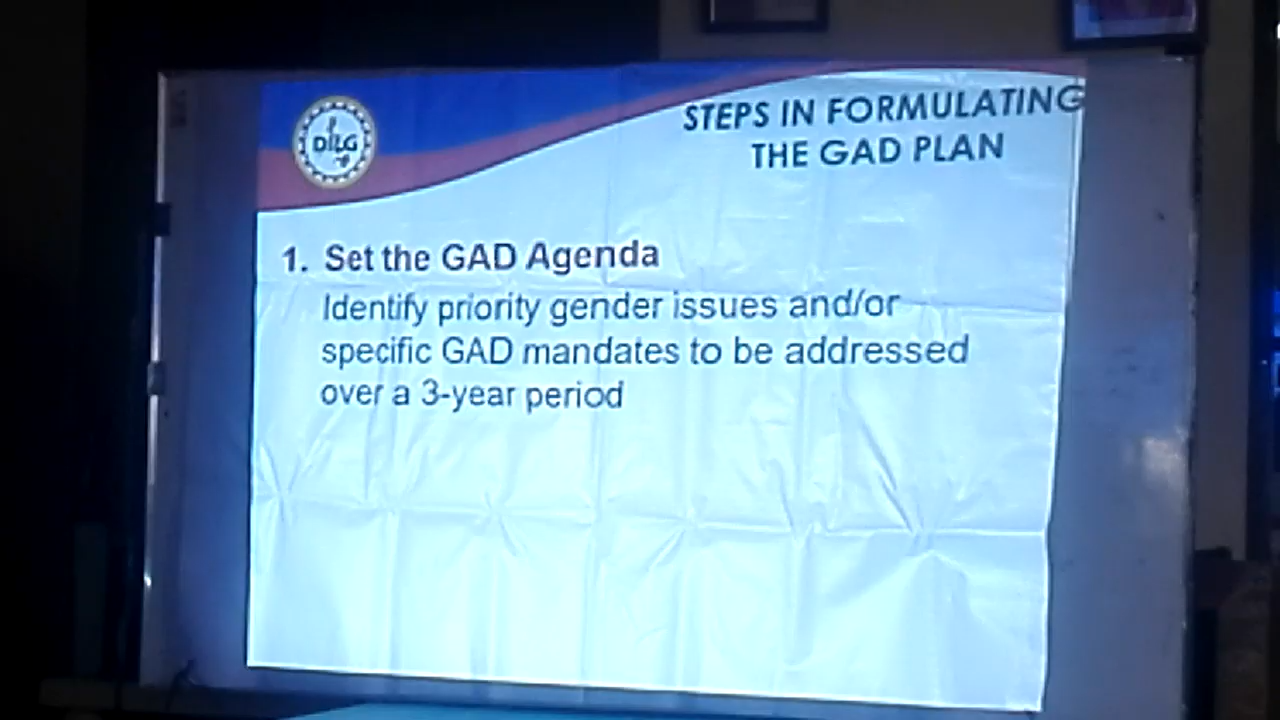 DILG
STEPS IN FORMULATING
THE GAD PLAN
1. Set the GAD Agenda
Identify priority gender issues and/or
specific GAD mandates to be addressed
over a 3-year period